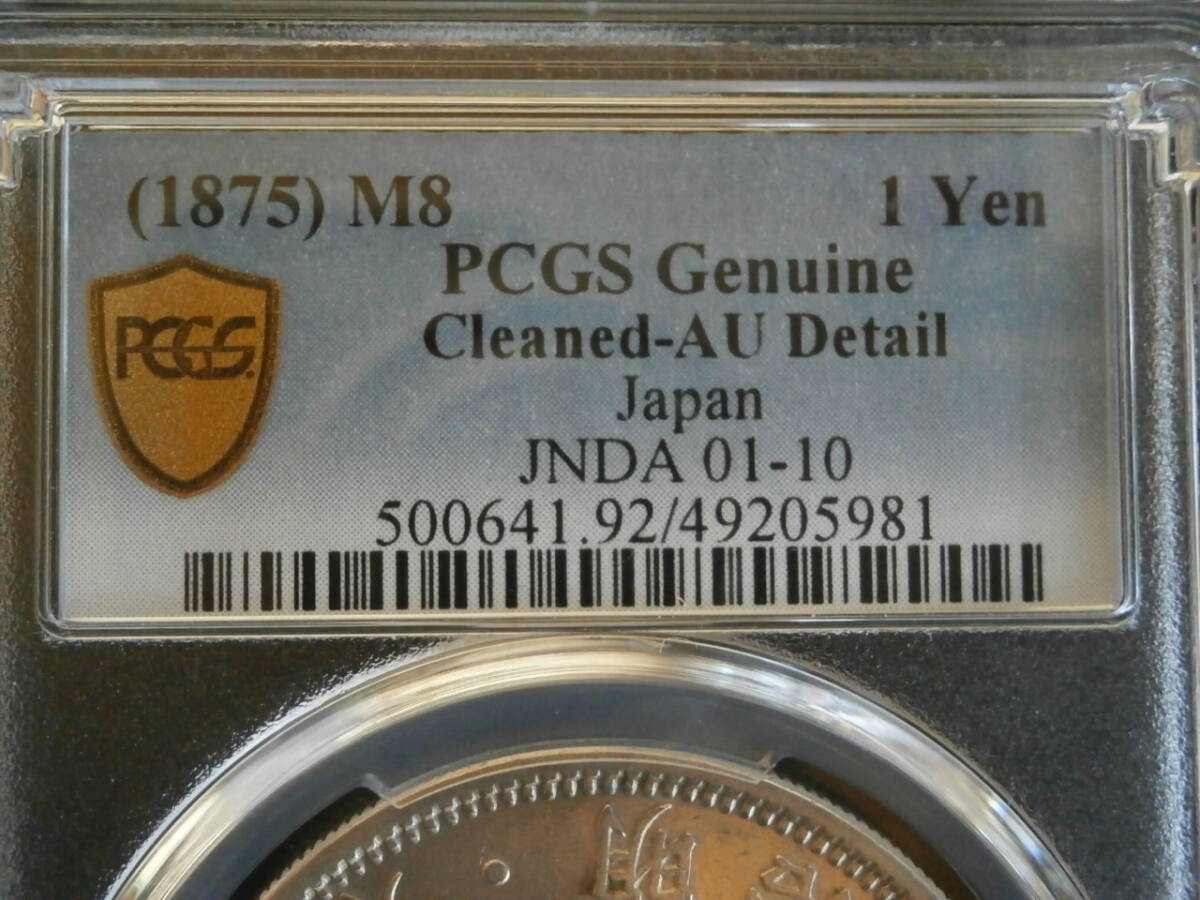 (1875) M8 1 Yen
PCGS Genuine
PCGS
Cleaned-AU Detail
Japan
JNDA 01-10
500641.92/49205981